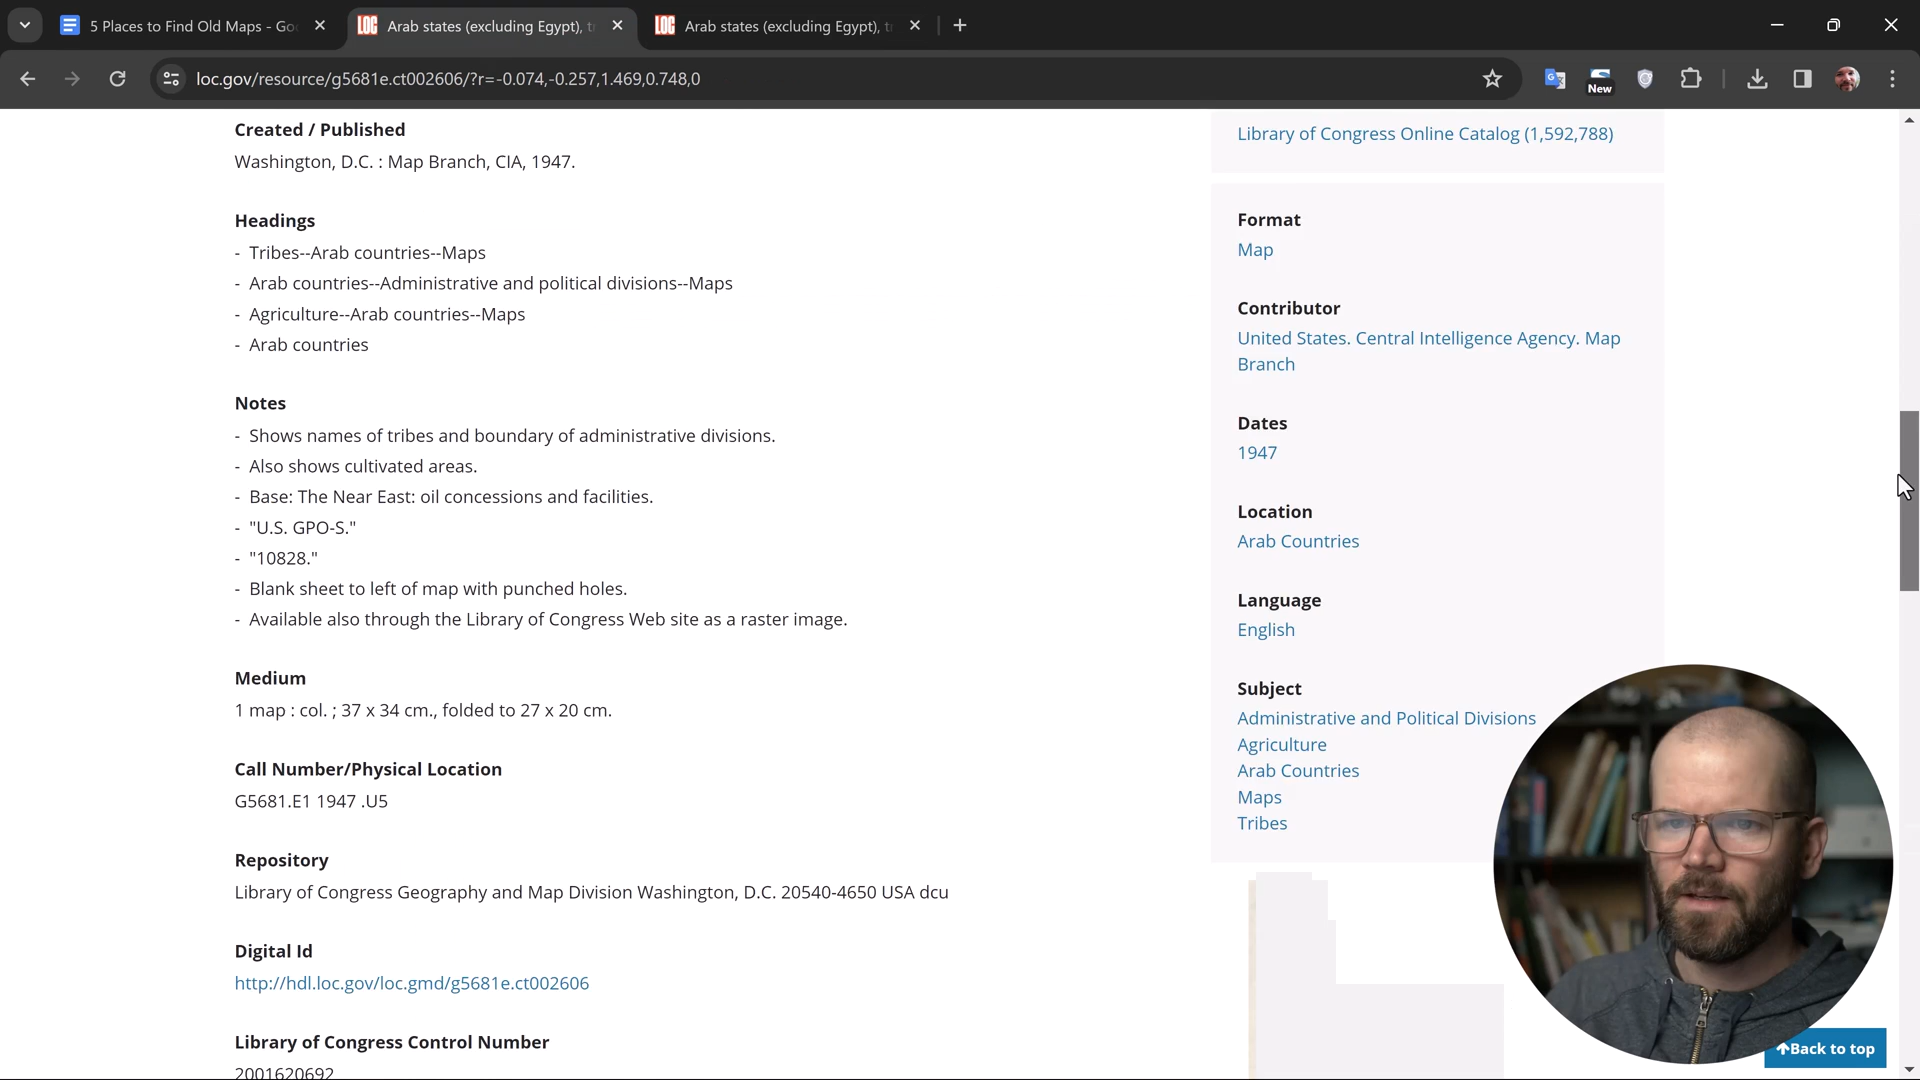 5 Places to Find Old Maps - Goo
LOC
Arab states (excluding Egypt), t
LOC
Arab states (excluding Egypt), t
loc.gov/resource/g5681e.ct002606/?r=-0.074,-0.257,1.469,0.748,0
New
Created / Published
Washington, D.C. : Map Branch, CIA, 1947.
Headings
- Tribes--Arab countries--Maps
- Arab countries--Administrative and political divisions--Maps
- Agriculture--Arab countries--Maps
- Arab countries
Notes
- Shows names of tribes and boundary of administrative divisions.
- Also shows cultivated areas.
- Base: The Near East: oil concessions and facilities.
- "U.S. GPO-S."
- "10828."
- Blank sheet to left of map with punched holes.
- Available also through the Library of Congress Web site as a raster image.
Medium
1 map : col. ; 37 x 34 cm., folded to 27 x 20 cm.
Call Number/Physical Location
G5681.E1 1947 .U5
Repository
Library of Congress Geography and Map Division Washington, D.C. 20540-4650 USA dcu
Digital Id
http://hdl.loc.gov/loc.gmd/g5681e.ct002606
Library of Congress Control Number
2001620692
Library of Congress Online Catalog (1,592,788)
Format
Map
Contributor
United States. Central Intelligence Agency. Map
Branch
Dates
1947
Location
Arab Countries
Language
English
Subject
Administrative and Political Divisions
Agriculture
Arab Countries
Maps
Tribes
Back to top